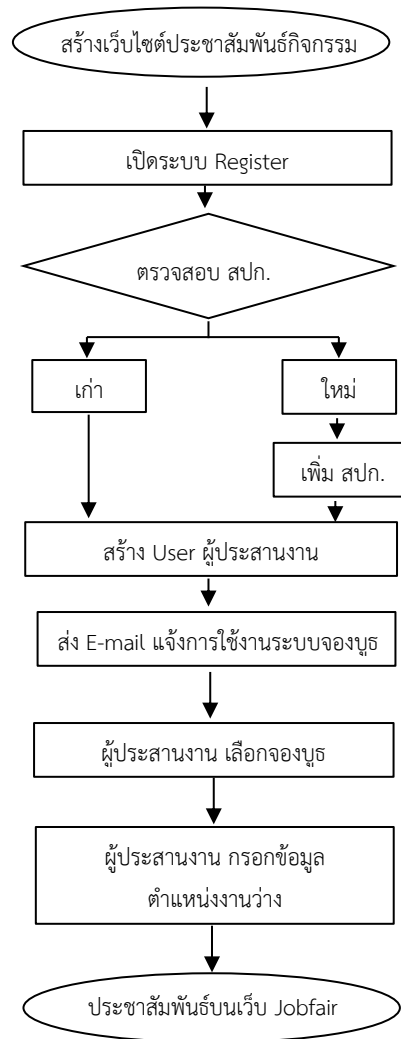 สร้างเว็บไซต์ประชาสัมพันธ์กิจกรรม
เปิดระบบ Register
ตรวจสอบ สปก.
เก่า
ใหม่
เพิ่ม สปก.
สร้าง User ผู้ประสานงาน
ส่ง E-mail แจ้งการใช้งานระบบจองบูธ
ผู้ประสานงาน เลือกจองบูธ
ผู้ประสานงาน กรอกข้อมูล
ตำแหน่งงานว่าง
ประชาสัมพันธ์บนเว็บ Jobfair